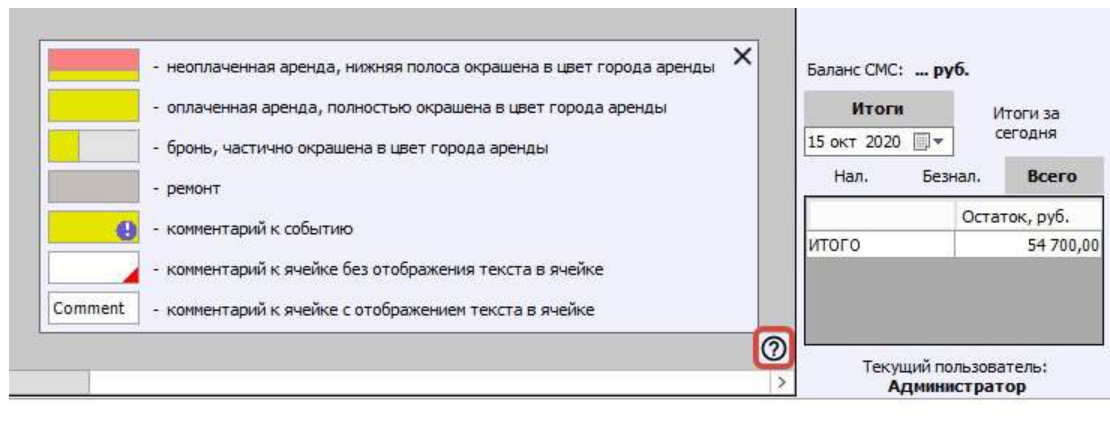 - неоплаченная аренда, нижняя полоса окрашена в цвет города аренды
- оплаченная аренда, полностью окрашена в цвет города аренды
- бронь, частично окрашена в цвет города аренды
- ремонт
- комментарий к событию
- комментарий к ячейке без отображения текста в ячейке
Comment - комментарий к ячейке с отображением текста в ячейке
Баланс СМС: ... руб.
Итоги
Итоги за
сегодня
15 окт 2020
Нал. Безнал. Всего
Остаток, руб.
ИТОГО 54 700,00
Текущий пользователь:
Администратор